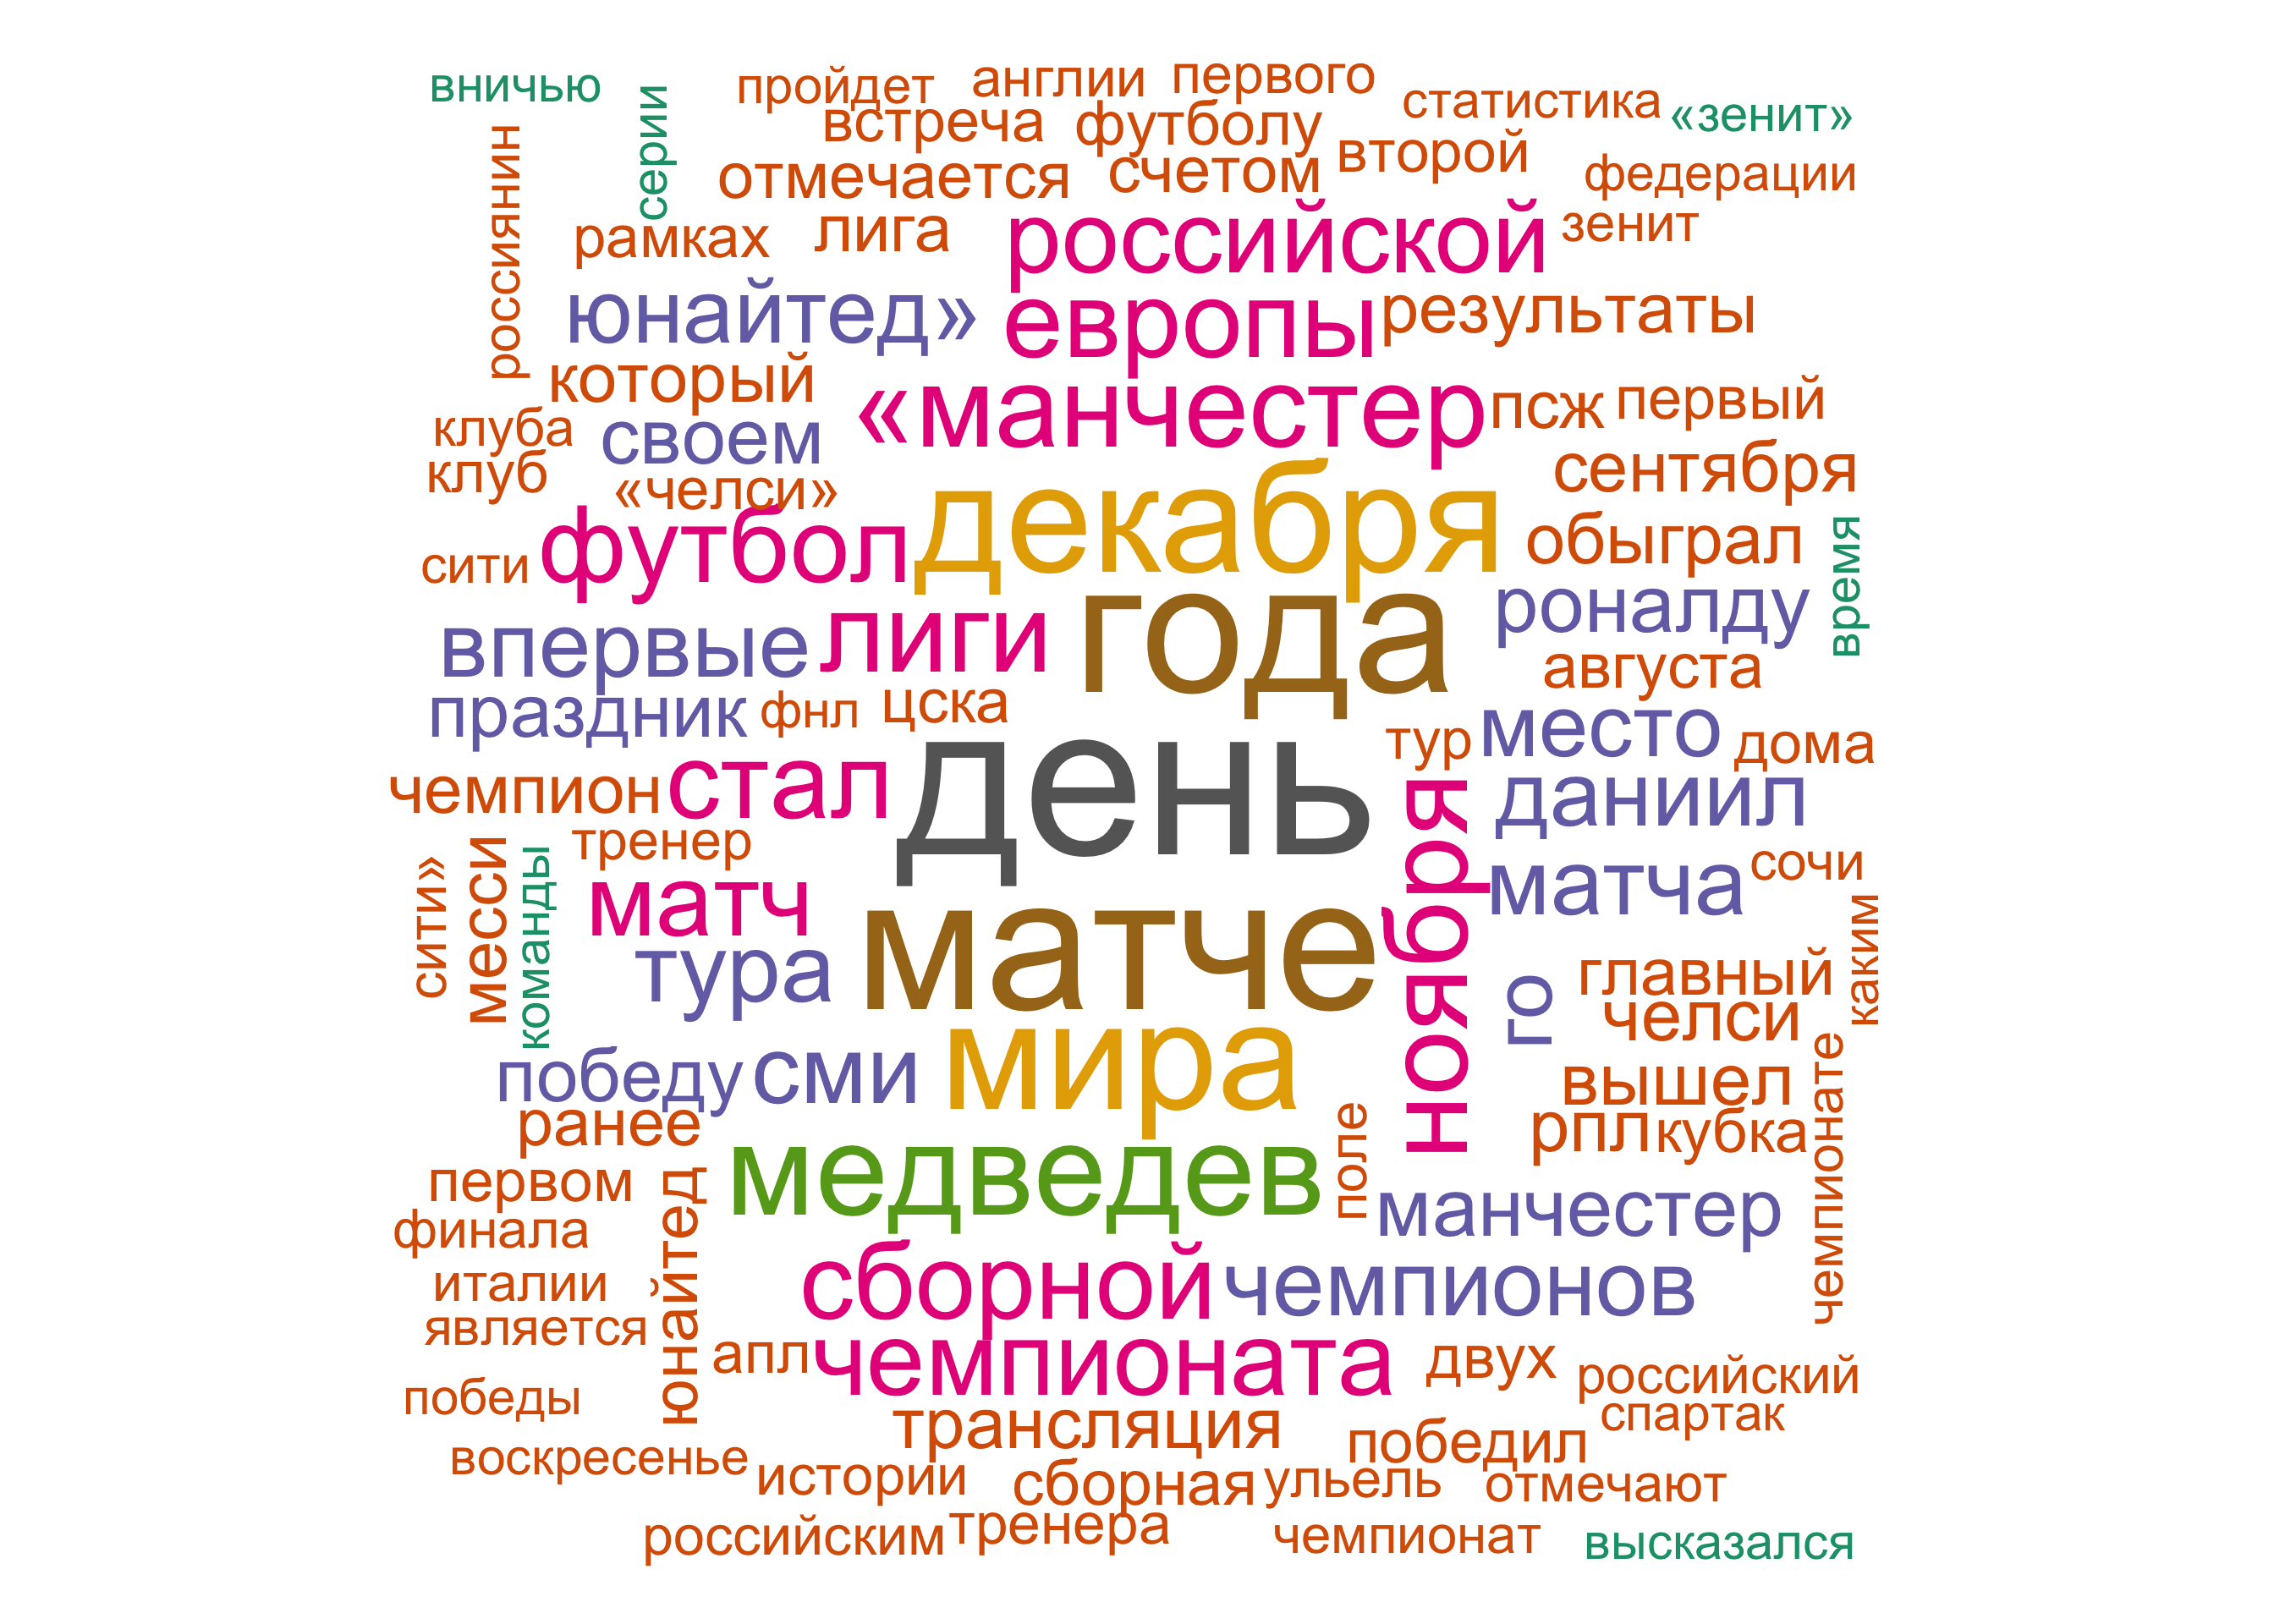 вничью
серии
пройдет
англии
первого
статистика
«зенит»
встреча
футболу
второй
россиянин
отмечается
счетом
федерации
рамках
лига
российской
зенит
юнайтед»
европы
результаты
который
«манчестер
псж
первый
клуба
своем
клуб
«челси»
декабря
сентября
футбол
обыграл
время
сити
впервые
лиги
года
роналду
августа
праздник
фнл
цска
день
тур
место
дома
чемпион
стал
ноября
даниил
тренер
сити»
месси
команды
матч
матче
матча
сочи
каким
тура
го
главный
челси
победу
сми
мира
вышел
чемпионате
ранее
поле
рпл
кубка
первом
юнайтед
медведев
манчестер
финала
италии
сборной
чемпионов
является
апл
чемпионата
двух
российский
победы
трансляция
победил
спартак
воскресенье
истории
сборная
ульель
отмечают
российским
тренера
чемпионат
высказался